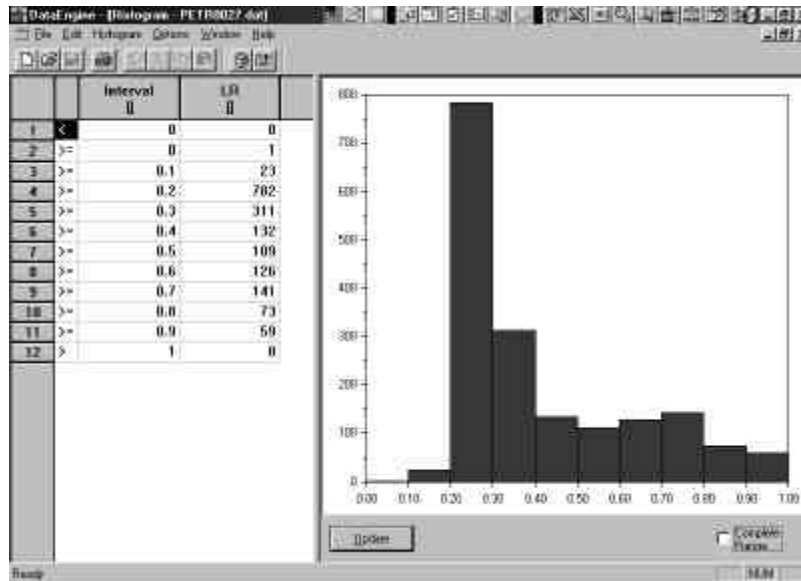 DataEngine - [Histogram - PETR8027.dat]
File Edit Histogram Options Window Help
Interval LR
[] []
1 < 0 0
2 >= 0 1
3 >= 0.1 23
4 >= 0.2 782
5 >= 0.3 311
6 >= 0.4 132
7 >= 0.5 109
8 >= 0.6 126
9 >= 0.7 141
10 >= 0.8 73
11 >= 0.9 59
12 > 1 0
800
700
600
500
400
300
200
100
0
0.00 0.10 0.20 0.30 0.40 0.50 0.60 0.70 0.80 0.90 1.00
Update
Complete
Range
Ready
NUM